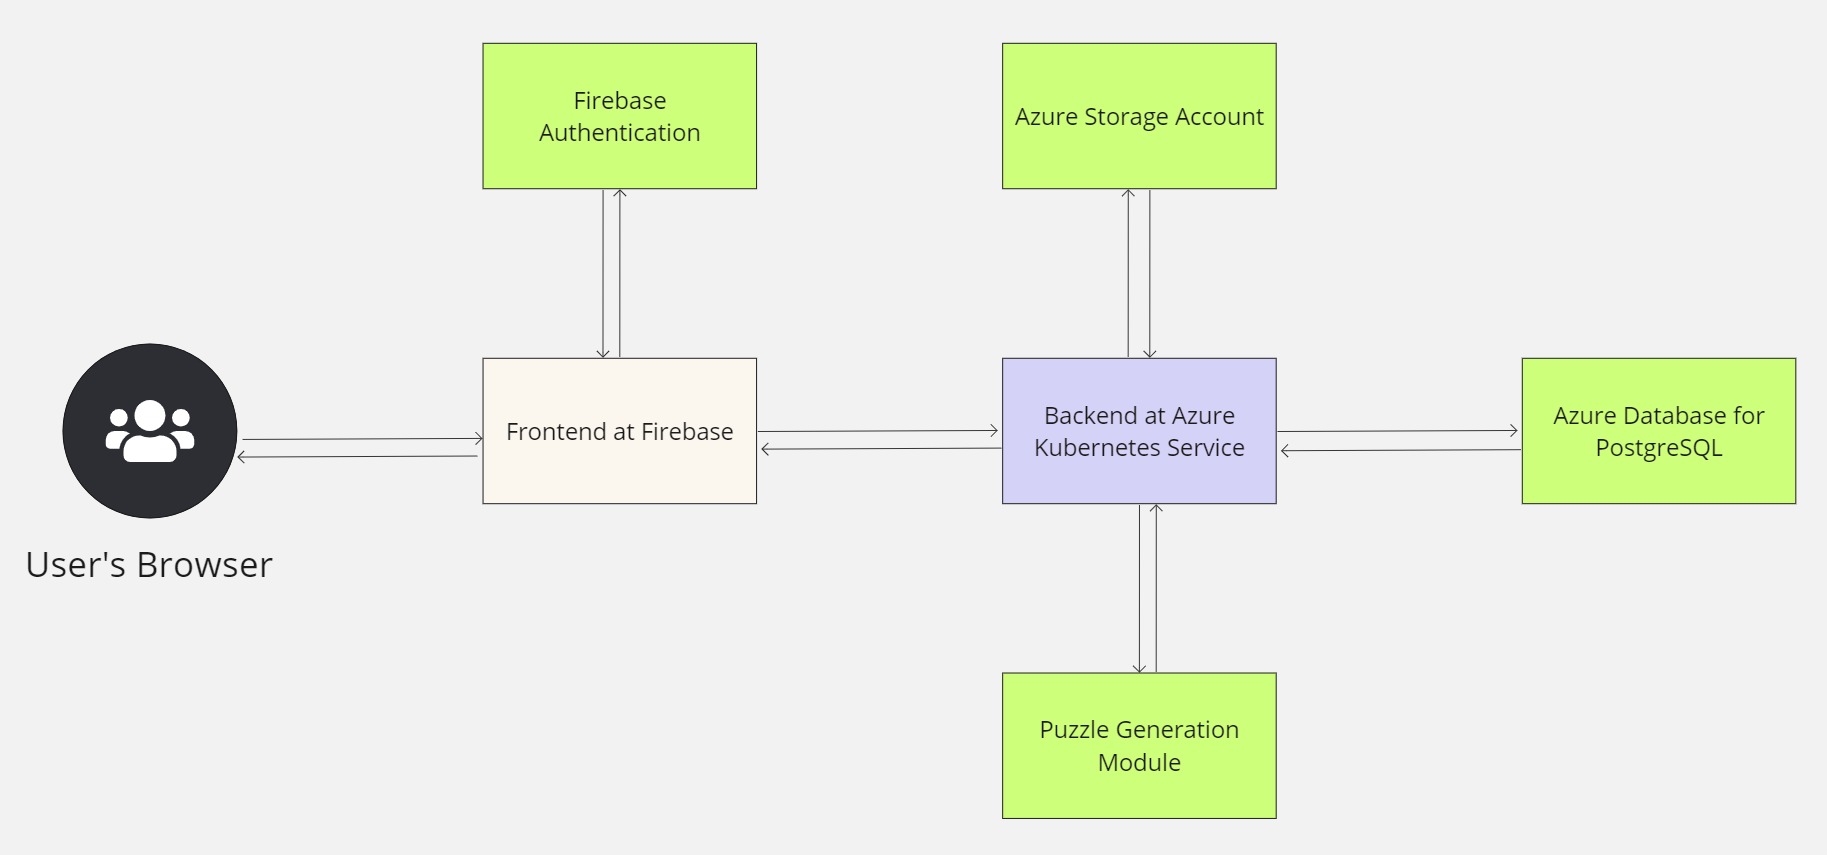 Firebase
Authentication
Azure Storage Account
User's Browser
Frontend at Firebase
Backend at Azure
Kubernetes Service
Azure Database for
PostgreSQL
Puzzle Generation
Module